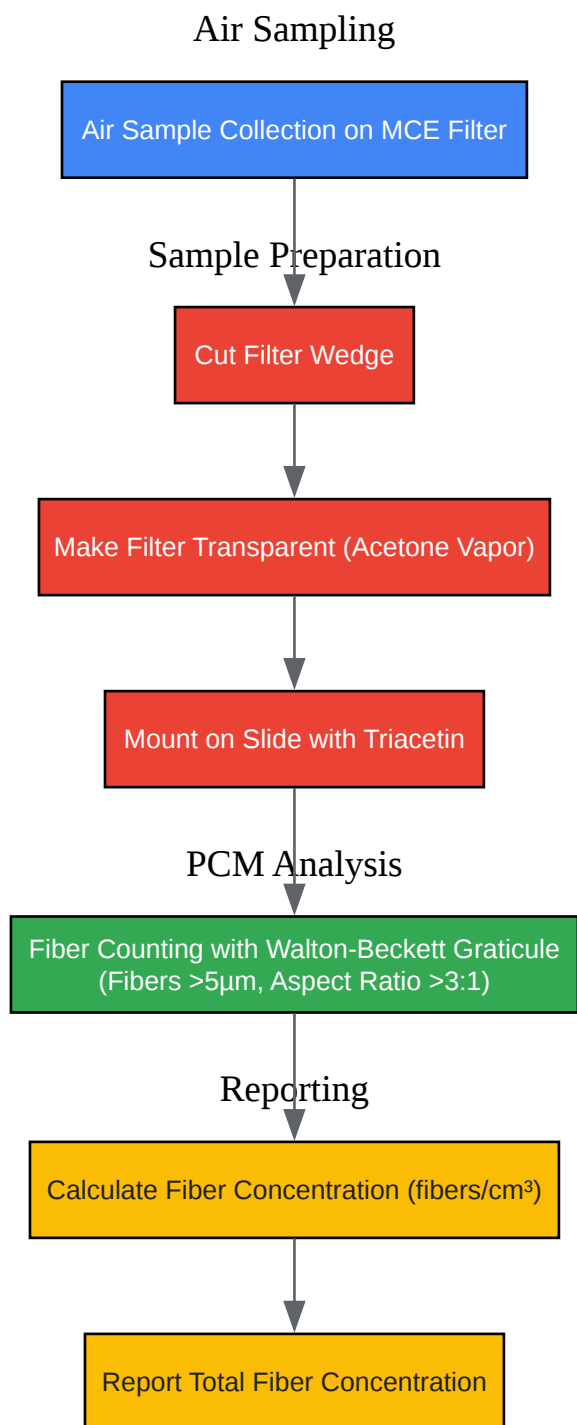 Air Sampling
Air Sample Collection on MCE Filter
Sample Preparation
Cut Filter Wedge
Make Filter Transparent (Acetone Vapor)
Mount on Slide with Triacetin
PCM Analysis
Fiber Counting with Walton-Beckett Graticule
(Fibers >5µm, Aspect Ratio >3:1)
Reporting
Calculate Fiber Concentration (fibers/cm³)
Report Total Fiber Concentration